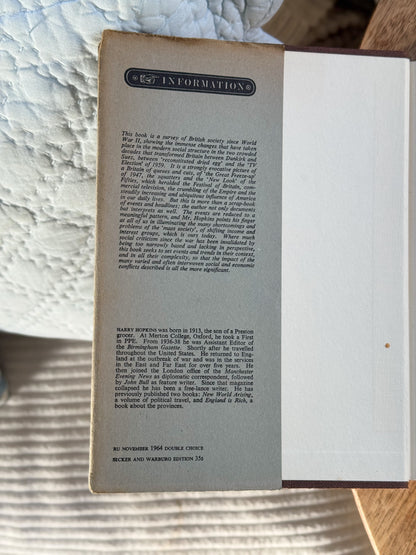 INFORMATION
This book is a survey of British society since World
War II, showing the immense changes that have taken
place in the modern social structure in the two crowded
decades that transformed Britain between Dunkirk and
Suez, between 'reconstituted dried egg' and the 'TV
Election' of 1959. It is a strongly evocative picture of
a Britain of queues and cuts, of 'the Great Freeze-up'
of 1947, the squatters and the 'New Look' of the
Fifties, which heralded the Festival of Britain, com-
mercial television, the crumbling of the Empire and the
steadily increasing and ubiquitous influence of America
in our daily lives. But this is more than a scrap-book
of events and headlines; the author not only documents
but interprets as well. The events are reduced to a
meaningful pattern, and Mr. Hopkins points his finger
at all of us in illuminating the many shortcomings and
problems of the 'mass society', of shifting income and
interest groups, which is ours today. Where much
social criticism since the war has been invalidated by
being too narrowly based and lacking in perspective,
this book seeks to set events and trends in their context,
and in all their complexity, so that the impact of the
many varied and often interwoven social and economic
conflicts described is all the more significant.
HARRY HOPKINS was born in 1913, the son of a Preston
grocer. At Merton College, Oxford, he took a First
in PPE. From 1936-38 he was Assistant Editor of
the Birmingham Gazette. Shortly after he travelled
throughout the United States. He returned to Eng-
land at the outbreak of war and was in the services
in the East and Far East for over five years. He
then joined the London office of the Manchester
Evening News as diplomatic correspondent, followed
by John Bull as feature writer. Since that magazine
collapsed he has been a free-lance writer. He has
previously published two books: New World Arising,
a volume of political travel, and England is Rich, a
book about the provinces.
RU NOVEMBER 1964 DOUBLE CHOICE
SECKER AND WARBURG EDITION 35s